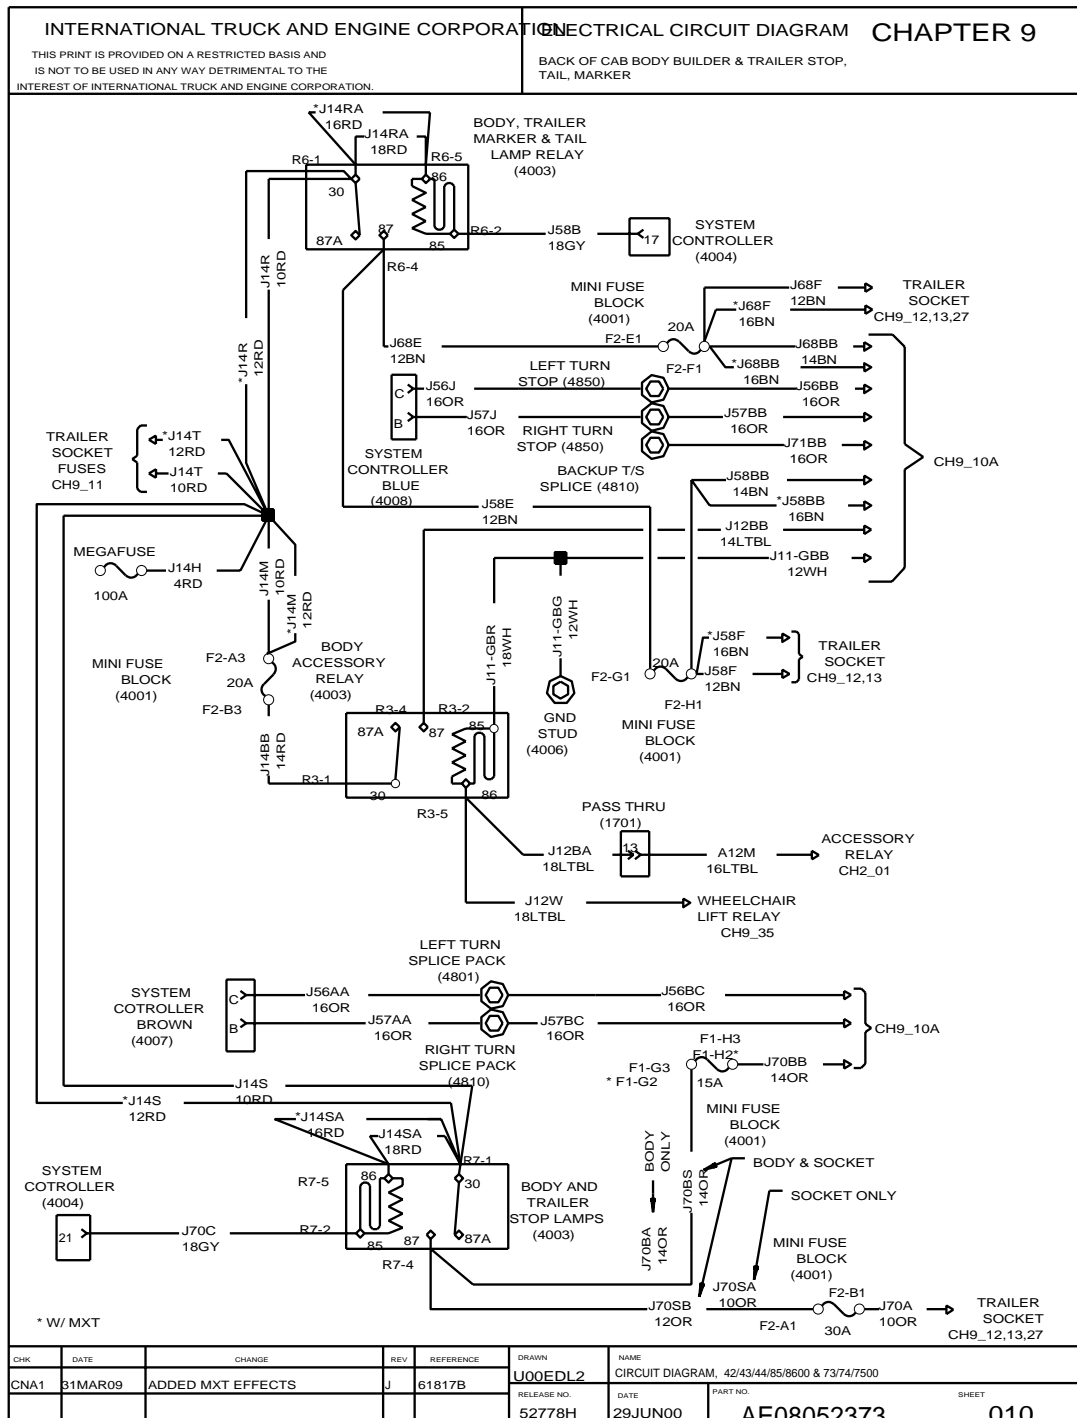 INTERNATIONAL TRUCK AND ENGINE CORPORATION
THIS PRINT IS PROVIDED ON A RESTRICTED BASIS AND
IS NOT TO BE USED IN ANY WAY DETRIMENTAL TO THE
INTEREST OF INTERNATIONAL TRUCK AND ENGINE CORPORATION.
ELECTRICAL CIRCUIT DIAGRAM
CHAPTER 9
BACK OF CAB BODY BUILDER & TRAILER STOP,
TAIL, MARKER
*J14RA
16RD
J14RA
18RD
BODY, TRAILER
MARKER & TAIL
LAMP RELAY
(4003)
R6-1
R6-5
30
86
87A
87
85
R6-2
R6-4
J58B
18GY
17
SYSTEM
CONTROLLER
(4004)
J14R
10RD
*J14R
12RD
MINI FUSE
BLOCK
(4001)
20A
F2-E1
F2-F1
J68E
12BN
J68F
12BN
*J68F
16BN
TRAILER
SOCKET
CH9_12,13,27
J68BB
14BN
*J68BB
16BN
C
B
J56J
16OR
J57J
16OR
LEFT TURN
STOP (4850)
RIGHT TURN
STOP (4850)
J56BB
16OR
J57BB
16OR
J71BB
16OR
SYSTEM
CONTROLLER
BLUE
(4008)
BACKUP T/S
SPLICE (4810)
CH9_10A
TRAILER
SOCKET
FUSES
CH9_11
*J14T
12RD
J14T
10RD
J58BB
14BN
*J58BB
16BN
J58E
12BN
J12BB
14LTBL
J11-GBB
12WH
MEGAFUSE
100A
J14H
4RD
J14M
10RD
*J14M
12RD
J11-GBR
18WH
J11-GBG
12WH
MINI FUSE
BLOCK
(4001)
F2-A3
20A
F2-B3
BODY
ACCESSORY
RELAY
(4003)
GND
STUD
(4006)
20A
F2-G1
F2-H1
MINI FUSE
BLOCK
(4001)
*J58F
16BN
J58F
12BN
TRAILER
SOCKET
CH9_12,13
J14BB
14RD
R3-4
R3-2
87A
87
85
R3-1
30
86
R3-5
PASS THRU
(1701)
13
J12BA
18LTBL
A12M
16LTBL
ACCESSORY
RELAY
CH2_01
J12W
18LTBL
WHEELCHAIR
LIFT RELAY
CH9_35
LEFT TURN
SPLICE PACK
(4801)
SYSTEM
COTROLLER
BROWN
(4007)
C
B
J56AA
16OR
J56BC
16OR
J57AA
16OR
J57BC
16OR
CH9_10A
RIGHT TURN
SPLICE PACK
(4810)
F1-H3
F1-H2*
F1-G3
* F1-G2
15A
J70BB
14OR
MINI FUSE
BLOCK
(4001)
J14S
10RD
*J14S
12RD
*J14SA
16RD
J14SA
18RD
R7-1
BODY
ONLY
BODY & SOCKET
SOCKET ONLY
SYSTEM
COTROLLER
(4004)
21
J70C
18GY
R7-5
R7-2
86
30
85
87
87A
R7-4
BODY AND
TRAILER
STOP LAMPS
(4003)
J70BA
14OR
J70BS
14OR
MINI FUSE
BLOCK
(4001)
J70SA
10OR
J70SB
12OR
F2-B1
F2-A1
30A
J70A
10OR
TRAILER
SOCKET
CH9_12,13,27
* W/ MXT
CHK
DATE
CHANGE
REV
REFERENCE
CNA1
31MAR09
ADDED MXT EFFECTS
J
61817B
DRAWN
U00EDL2
NAME
CIRCUIT DIAGRAM, 42/43/44/85/8600 & 73/74/7500
RELEASE NO.
52778H
DATE
29JUN00
PART NO.
AE08052373
SHEET
010